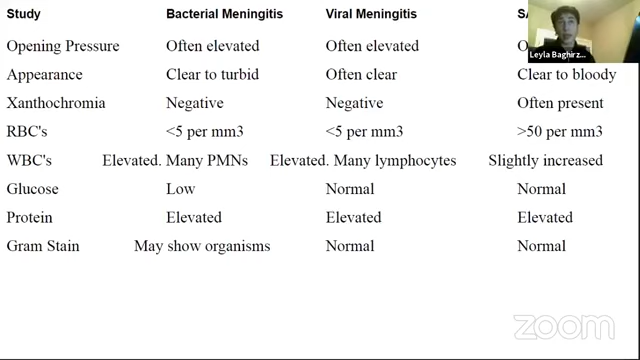 Study Bacterial Meningitis Viral Meningitis
Opening Pressure Often elevated Often elevated
Leyla Baghirz...
Appearance Clear to turbid Often clear Clear to bloody
Xanthochromia Negative Negative Often present
RBC's <5 per mm3 <5 per mm3 >50 per mm3
WBC's Elevated. Many PMNs Elevated. Many lymphocytes Slightly increased
Glucose Low Normal Normal
Protein Elevated Elevated Elevated
Gram Stain May show organisms Normal Normal
zoom